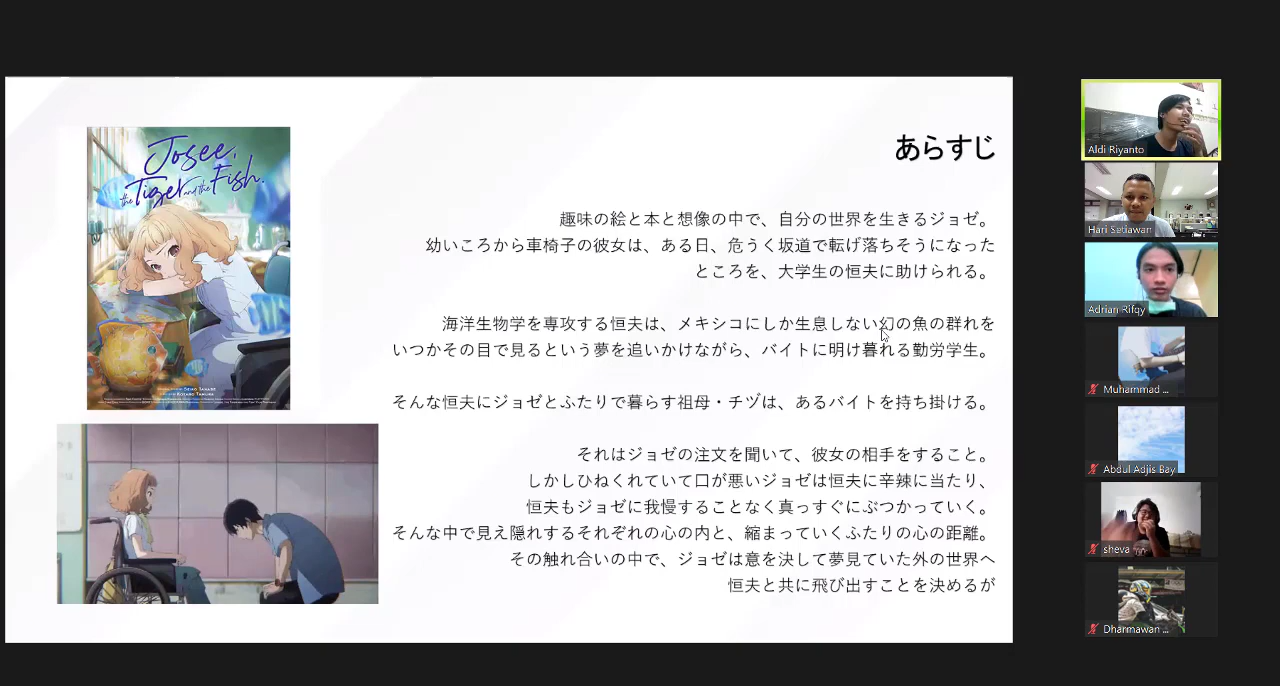 Josee,
the Tiger and the Fish.
あらすじ
趣味の絵と本と想像の中で、自分の世界を生きるジョゼ。
幼いころから車椅子の彼女は、ある日、危うく坂道で転げ落ちそうになった
ところを、大学生の恒夫に助けられる。
海洋生物学を専攻する恒夫は、メキシコにしか生息しない幻の魚の群れを
いつかその目で見るという夢を追いかけながら、バイトに明け暮れる勤労学生。
そんな恒夫にジョゼとふたりで暮らす祖母・チヅは、あるバイトを持ち掛ける。
それはジョゼの注文を聞いて、彼女の相手をすること。
しかしひねくれていて口が悪いジョゼは恒夫に辛辣に当たり、
恒夫もジョゼに我慢することなく真っすぐにぶつかっていく。
そんな中で見え隠れするそれぞれの心の内と、縮まっていくふたりの心の距離。
その触れ合いの中で、ジョゼは意を決して夢見ていた外の世界へ
恒夫と共に飛び出すことを決めるが
Aldi Riyanto
Hari Setiawan
Adrian Rifqy
Muhammad ...
Abdul Adjis Bay
sheva
Dharmawan ...